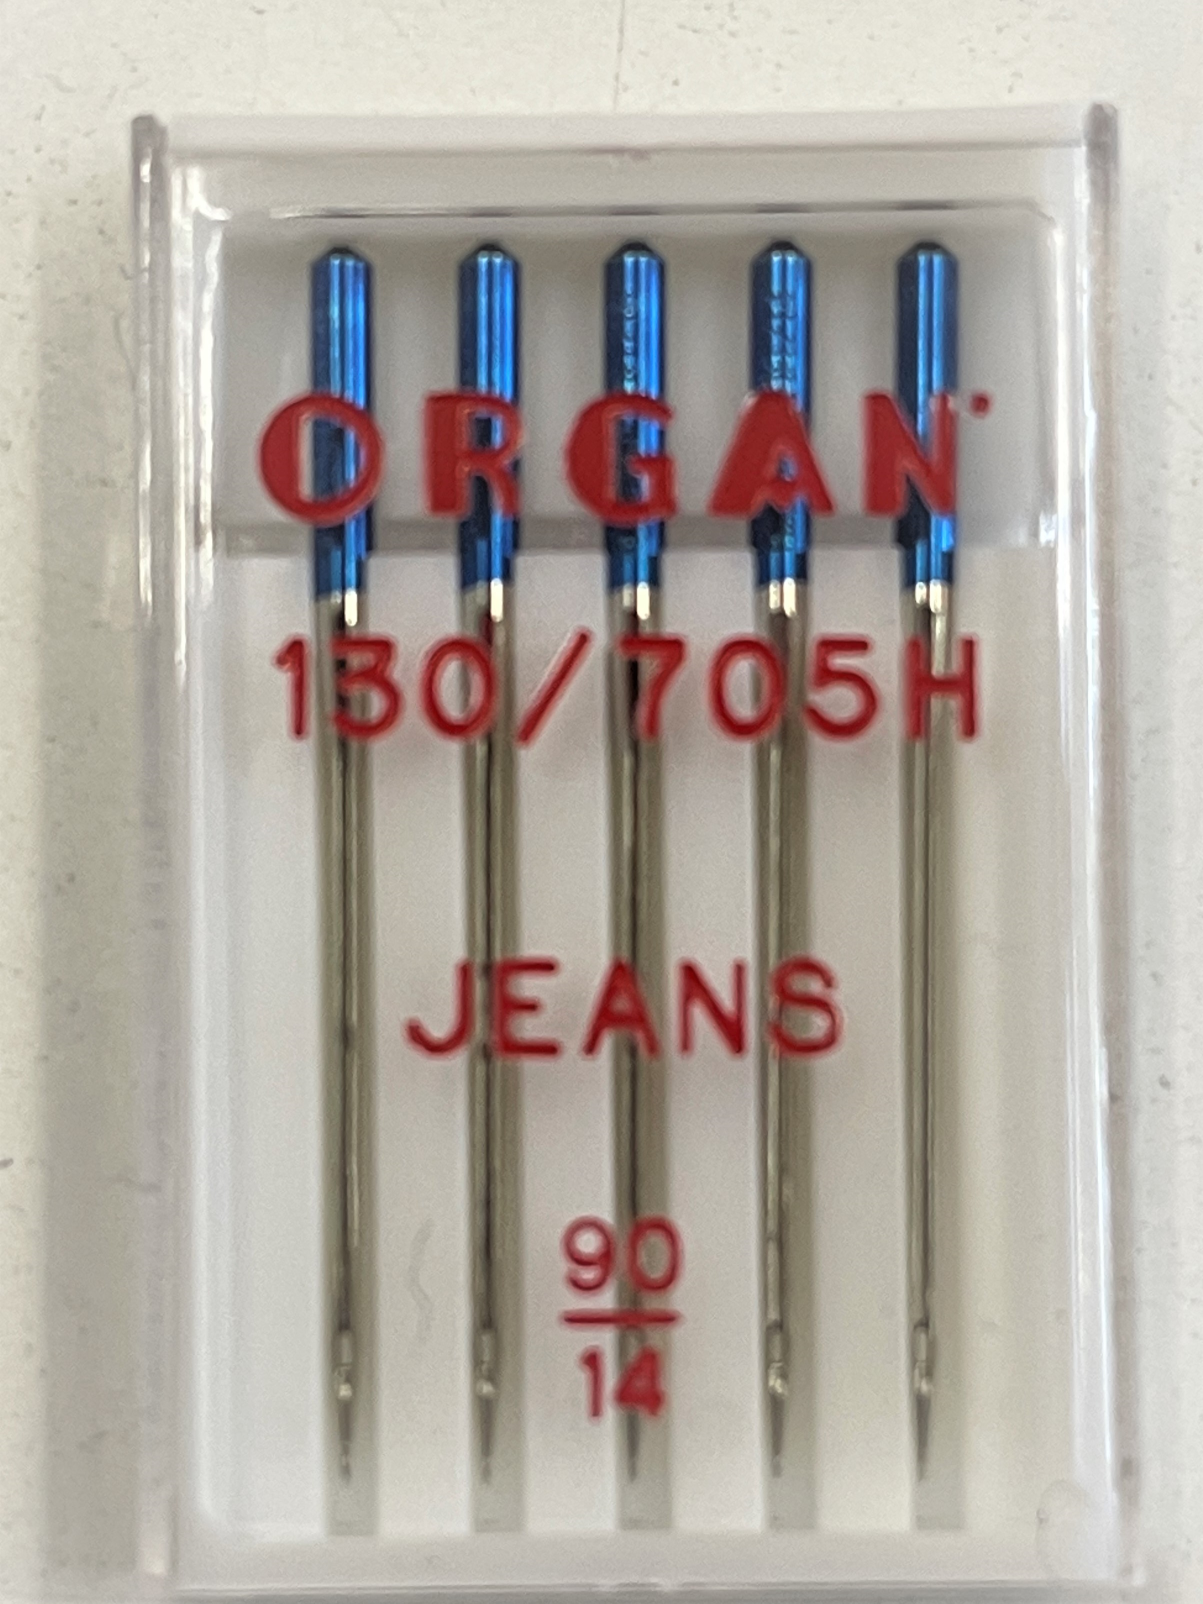 ORGAN
130/705H
JEANS
90
14